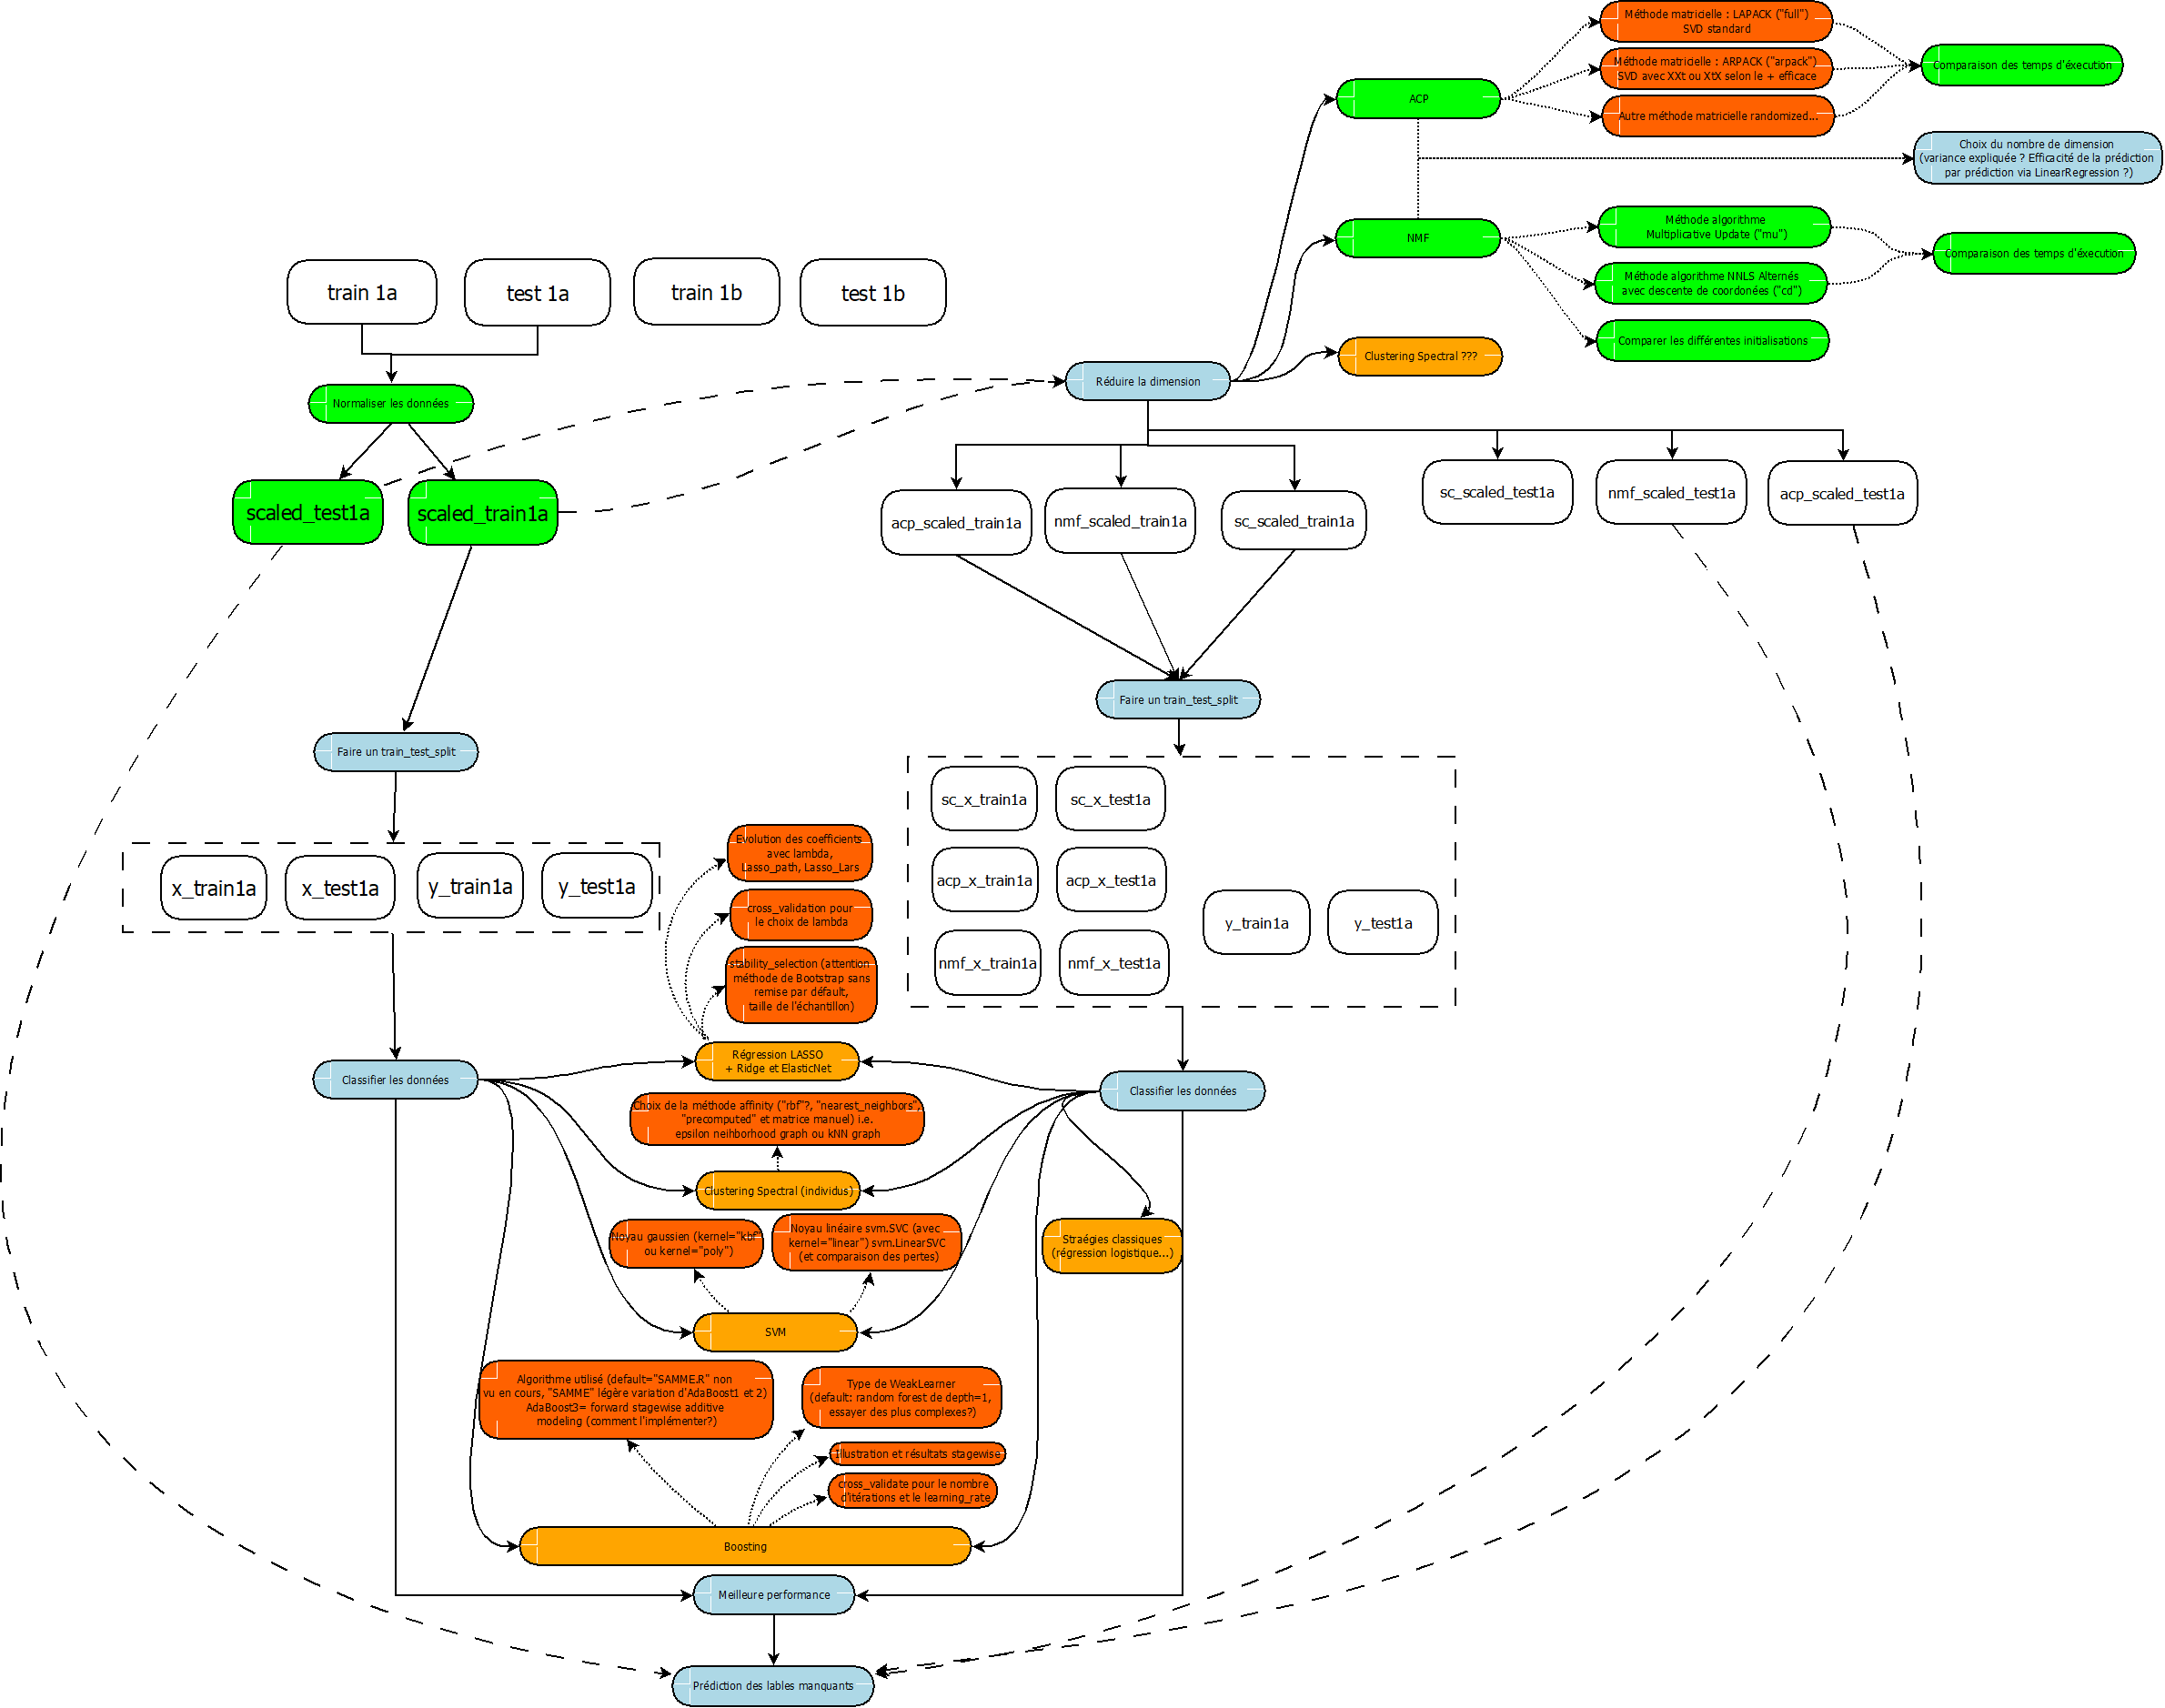 Méthode matricielle : LAPACK ("full")
SVD standard
Méthode matricielle : ARPACK ("arpack")
SVD avec XXt ou XtX selon le + efficace
Comparaison des temps d'éxecution
ACP
Autre méthode matricielle randomized...
Choix du nombre de dimension
(variance expliquée ? Efficacité de la prédiction
par prédiction via LinearRegression ?)
Méthode algorithme
Multiplicative Update ("mu")
NMF
Comparaison des temps d'éxecution
Méthode algorithme NNLS Alternés
avec descente de coordonées ("cd")
Comparer les différentes initialisations
Clustering Spectral ???
train 1a
test 1a
train 1b
test 1b
Réduire la dimension
Normaliser les données
scaled_test1a
scaled_train1a
acp_scaled_train1a
nmf_scaled_train1a
sc_scaled_train1a
sc_scaled_test1a
nmf_scaled_test1a
acp_scaled_test1a
Faire un train_test_split
Faire un train_test_split
sc_x_train1a
sc_x_test1a
acp_x_train1a
acp_x_test1a
nmf_x_train1a
nmf_x_test1a
y_train1a
y_test1a
x_train1a
x_test1a
y_train1a
y_test1a
Evolution des coefficients
avec lambda,
Lasso_path, Lasso_Lars
cross_validation pour
le choix de lambda
stability_selection (attention
méthode de Bootstrap sans
remise par défault,
taille de l'échantillon)
Régression LASSO
+ Ridge et ElasticNet
Classifier les données
Classifier les données
Choix de la méthode affinity ("rbf"?, "nearest_neighbors",
"precomputed" et matrice manuel) i.e.
epsilon neihborhood graph ou kNN graph
Clustering Spectral (individus)
Noyau gaussien (kernel="kbf"
ou kernel="poly")
Noyau linéaire svm.SVC (avec
kernel="linear") svm.LinearSVC
(et comparaison des pertes)
Straégies classiques
(régression logistique...)
SVM
Algorithme utilisé (default="SAMME.R" non
vu en cours, "SAMME" légère variation d'AdaBoost1 et 2)
AdaBoost3= forward stagewise additive
modeling (comment l'implémenter?)
Type de WeakLearner
(default: random forest de depth=1,
essayer des plus complexes?)
Illustration et résultats stagewise
cross_validate pour le nombre
d'itérations et le learning_rate
Boosting
Meilleure performance
Prédiction des lables manquants